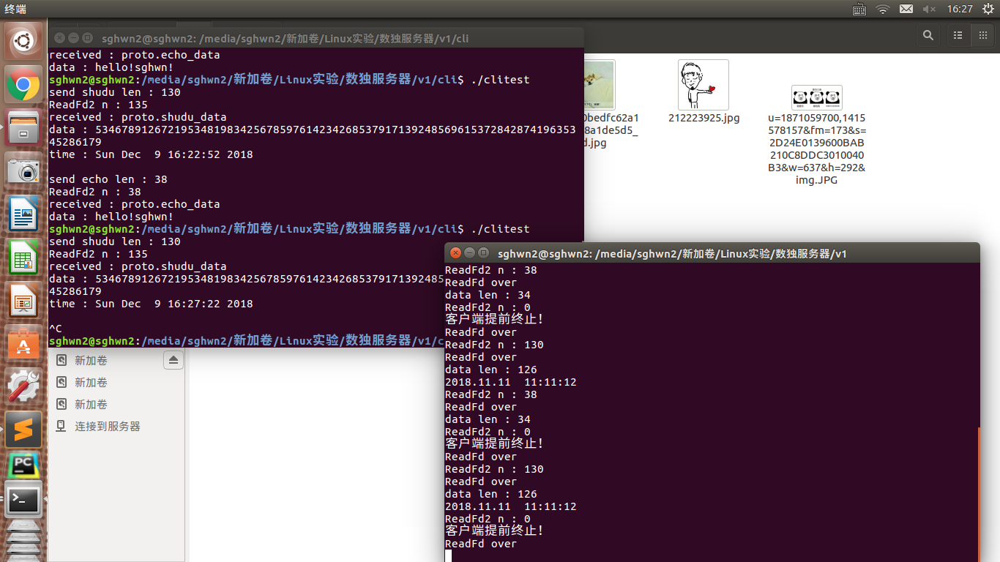 终端
16:27
sghwn2@sghwn2: /media/sghwn2/新加卷/Linux实验/数独服务器/v1/cli
received : proto.echo_data
data : hello!sghwn!
sghwn2@sghwn2:/media/sghwn2/新加卷/Linux实验/数独服务器/v1/cli$ ./clitest
send shudu len : 130
ReadFd2 n : 135
received : proto.shudu_data
data : 534678912672195348198342567859761423426853791713924856961537284287419635345286179
time : Sun Dec  9 16:22:52 2018
send echo len : 38
ReadFd2 n : 38
received : proto.echo_data
data : hello!sghwn!
sghwn2@sghwn2:/media/sghwn2/新加卷/Linux实验/数独服务器/v1/cli$ ./clitest
send shudu len : 130
ReadFd2 n : 135
received : proto.shudu_data
data : 53467891267219534819834256785976142342685379171392485
45286179
time : Sun Dec  9 16:27:22 2018
^C
sghwn2@sghwn2:/media/sghwn2/新加卷/Linux实验/数独服务器/v1/c
0bedfc62a1
8a1de5d5_
d.jpg
212223925.jpg
u=1871059700,1415
578157&fm=173&s=
2D24E0139600BAB
210C8DDC3010040
B3&w=637&h=292&
img.JPG
新加卷
新加卷
新加卷
连接到服务器
sghwn2@sghwn2: /media/sghwn2/新加卷/Linux实验/数独服务器/v1
ReadFd2 n : 38
ReadFd over
data len : 34
ReadFd2 n : 0
客户端提前终止！
ReadFd over
ReadFd2 n : 130
ReadFd over
data len : 126
2018.11.11  11:11:12
ReadFd2 n : 38
ReadFd over
data len : 34
ReadFd2 n : 0
客户端提前终止！
ReadFd over
ReadFd2 n : 130
ReadFd over
data len : 126
2018.11.11  11:11:12
ReadFd2 n : 0
客户端提前终止！
ReadFd over
PC